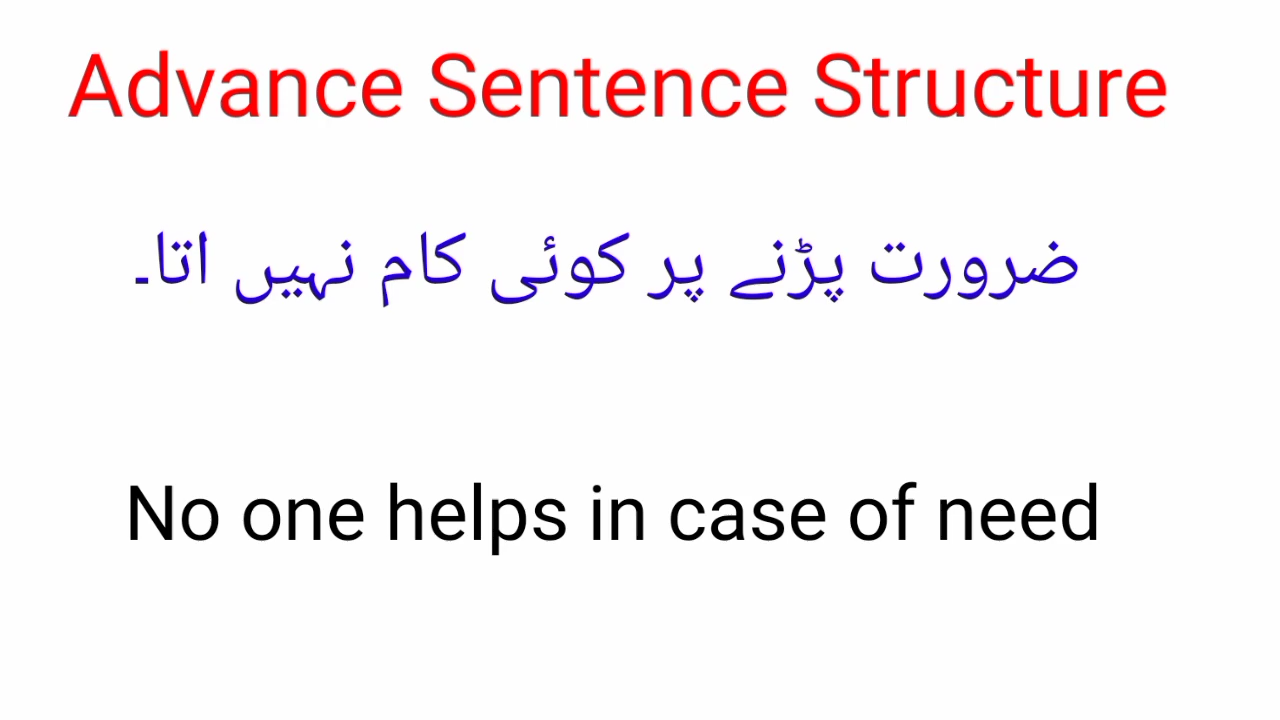 Advance Sentence Structure
ضرورت پڑنے پر کوئی کام نہیں اتا۔
No one helps in case of need